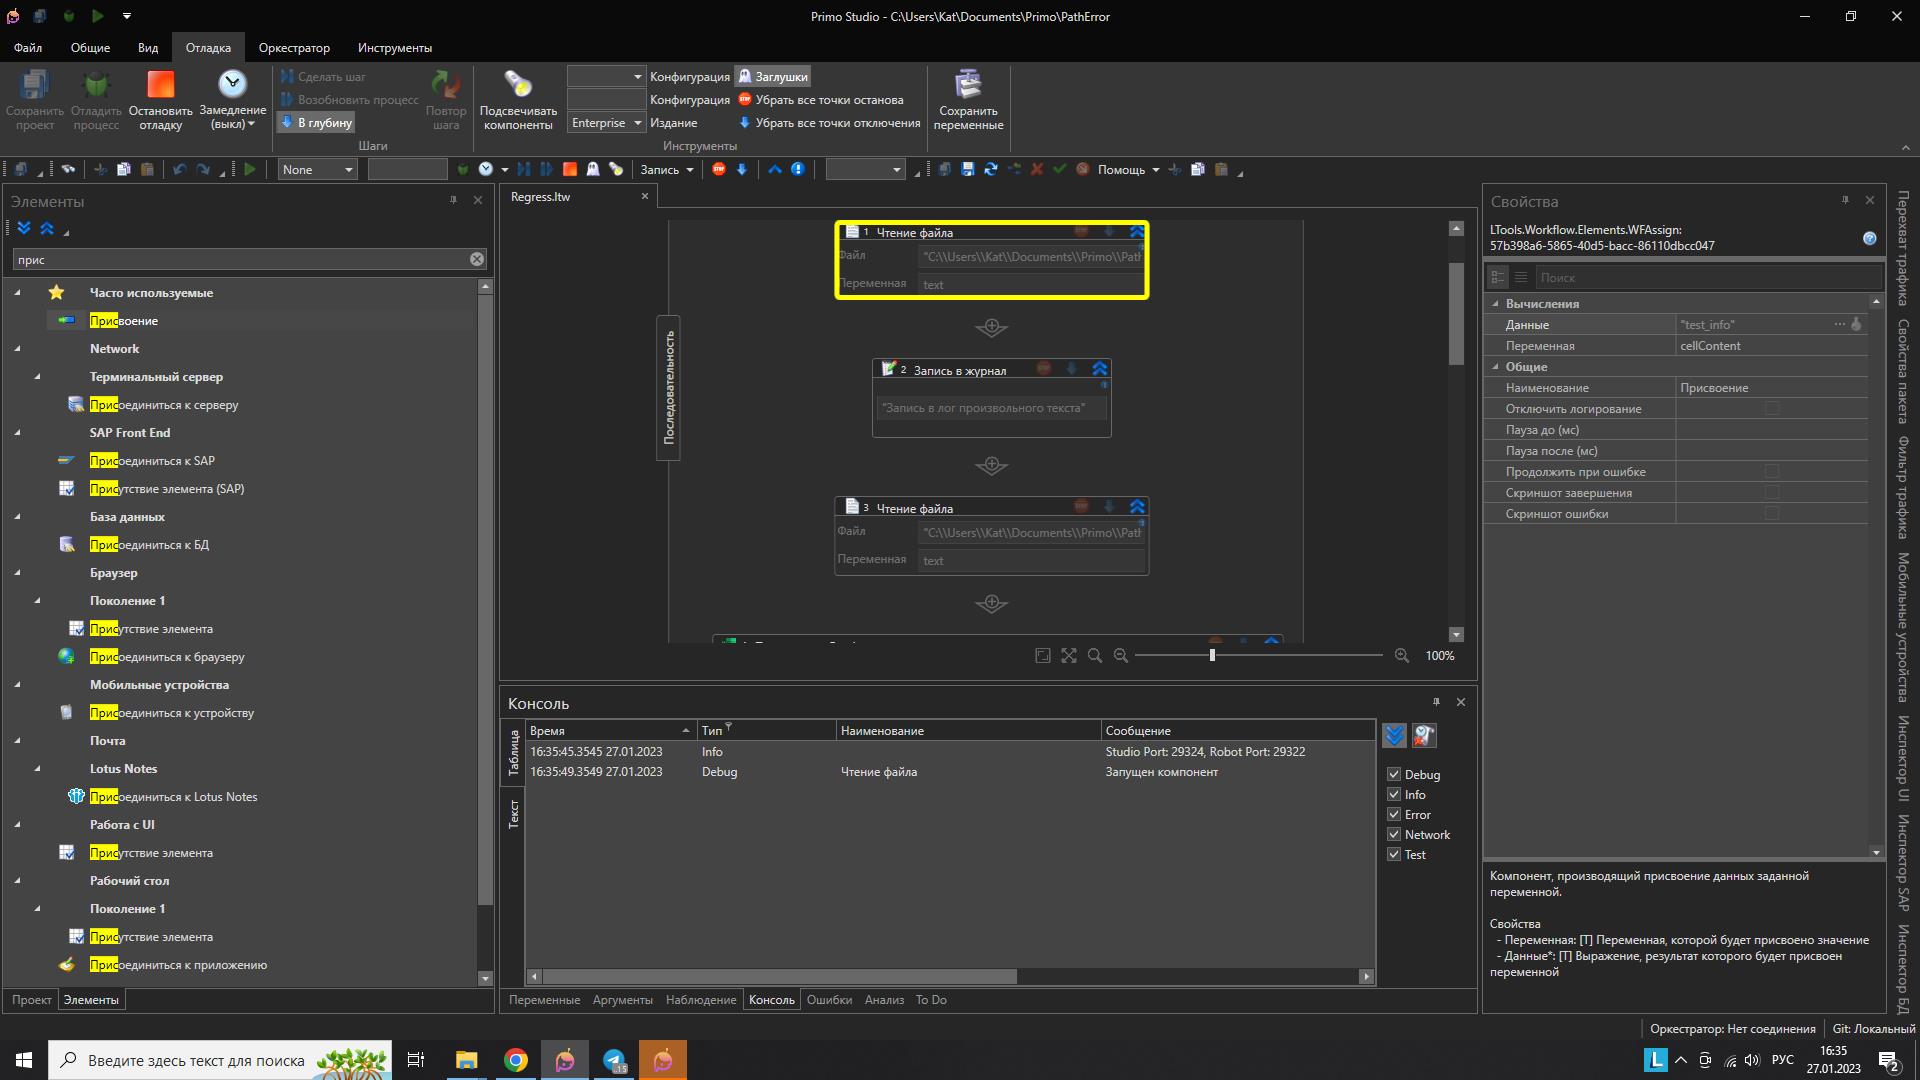 Primo Studio - C:\Users\Kat\Documents\Primo\PathError
Файл Общие Вид Отладка Оркестратор Инструменты
Сохранить проект
Отладить процесс
Остановить отладку
Замедление (выкл)
Сделать шаг
Возобновить процесс
В глубину
Повтор шага
Шаги
Подсвечивать компоненты
Конфигурация
Конфигурация
Enterprise Издание
Заглушки
Убрать все точки останова
Убрать все точки отключения
Инструменты
Сохранить переменные
None Запись Помощь
Элементы
прис
Часто используемые
Присвоение
Network
Терминальный сервер
Присоединиться к серверу
SAP Front End
Присоединиться к SAP
Присутствие элемента (SAP)
База данных
Присоединиться к БД
Браузер
Поколение 1
Присутствие элемента
Присоединиться к браузеру
Мобильные устройства
Присоединиться к устройству
Почта
Lotus Notes
Присоединиться к Lotus Notes
Работа с UI
Присутствие элемента
Рабочий стол
Поколение 1
Присутствие элемента
Присоединиться к приложению
Проект Элементы
Regress.ltw
Последовательность
1 Чтение файла
Файл "C:\\Users\\Kat\\Documents\\Primo\\Path
Переменная text
2 Запись в журнал
"Запись в лог произвольного текста"
3 Чтение файла
Файл "C:\\Users\\Kat\\Documents\\Primo\\Path
Переменная text
100%
Консоль
Таблица
Текст
Время Тип Наименование Сообщение
16:35:45.3545 27.01.2023 Info Studio Port: 29324, Robot Port: 29322
16:35:49.3549 27.01.2023 Debug Чтение файла Запущен компонент
Debug
Info
Error
Network
Test
Переменные Аргументы Наблюдение Консоль Ошибки Анализ To Do
Свойства
LTools.Workflow.Elements.WFAssign:
57b398a6-5865-40d5-bacc-86110dbcc047
Поиск
Вычисления
Данные "test_info" ...
Переменная cellContent
Общие
Наименование Присвоение
Отключить логирование
Пауза до (мс)
Пауза после (мс)
Продолжить при ошибке
Скриншот завершения
Скриншот ошибки
Компонент, производящий присвоение данных заданной
переменной.
Свойства
- Переменная: [T] Переменная, которой будет присвоено значение
- Данные*: [T] Выражение, результат которого будет присвоен
переменной
Перехват трафика
Свойства пакета
Фильтр трафика
Мобильные устройства
Инспектор UI
Инспектор SAP
Инспектор БД
Оркестратор: Нет соединения Git: Локальный
Введите здесь текст для поиска
15
L
РУС
16:35
27.01.2023
2